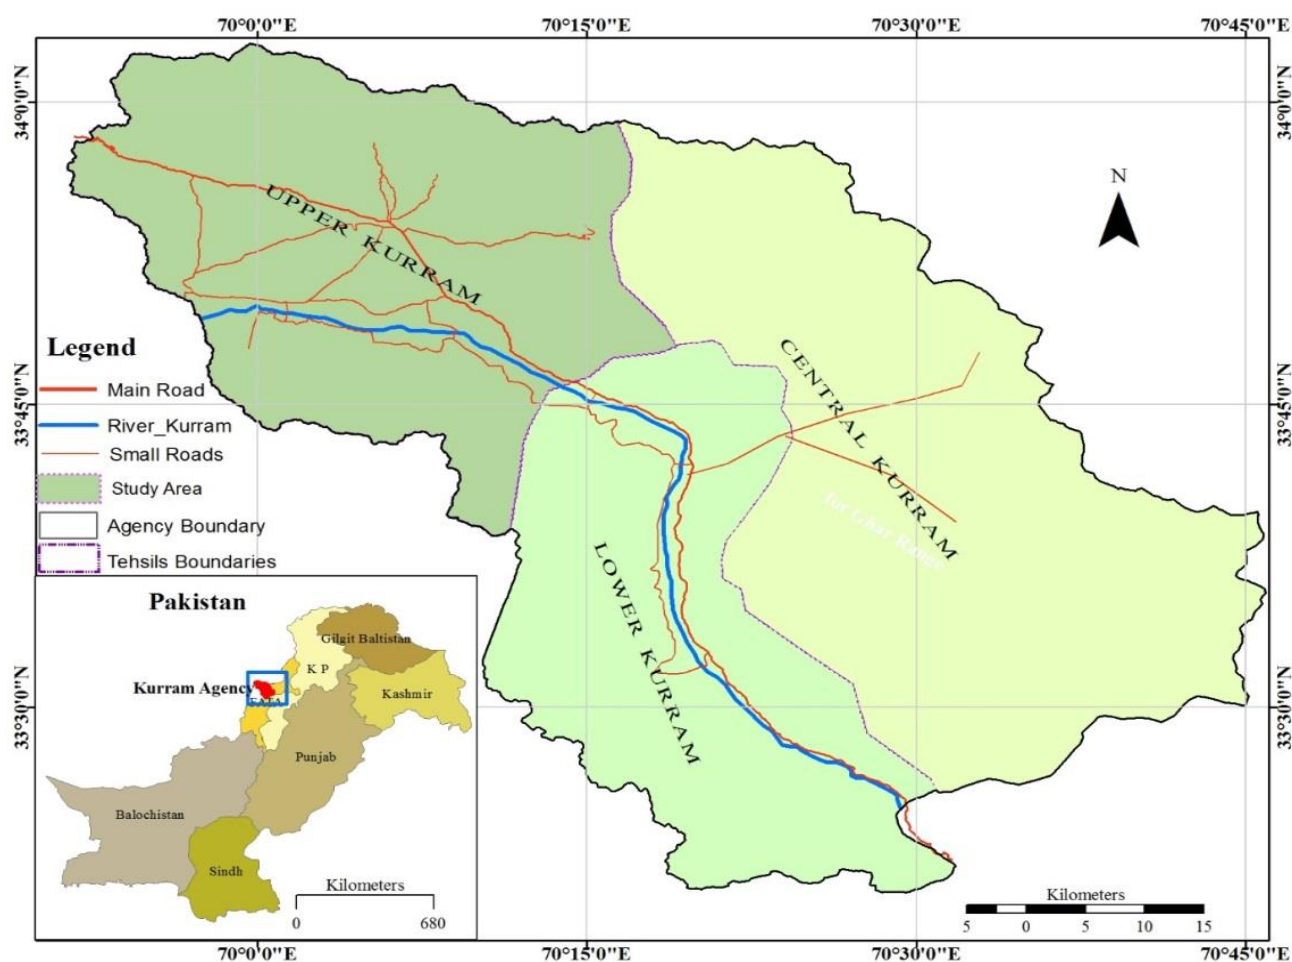 70°0'0"E 70°15'0"E 70°30'0"E 70°45'0"E
34°0'0"N
34°0'0"N
N
UPPER KURRAM
CENTRAL KURRAM
Tor Ghar Range
LOWER KURRAM
33°45'0"N
33°45'0"N
Legend
Main Road
River_Kurram
Small Roads
Study Area
Agency Boundary
Tehsils Boundaries
33°30'0"N
33°30'0"N
Pakistan
Gilgit Baltistan
K P
Kashmir
Kurram Agency
FATA
Punjab
Balochistan
Sindh
Kilometers
0 680
Kilometers
5 0 5 10 15
70°0'0"E 70°15'0"E 70°30'0"E 70°45'0"E